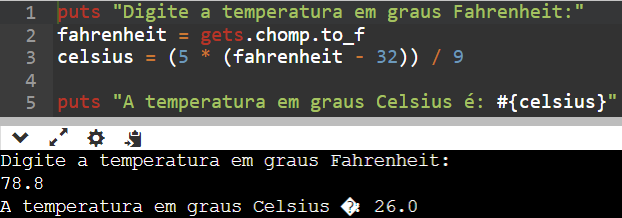 1 puts "Digite a temperatura em graus Fahrenheit:"
2 fahrenheit = gets.chomp.to_f
3 celsius = (5 * (fahrenheit - 32)) / 9
4
5 puts "A temperatura em graus Celsius é: #{celsius}"
Digite a temperatura em graus Fahrenheit:
78.8
A temperatura em graus Celsius �: 26.0